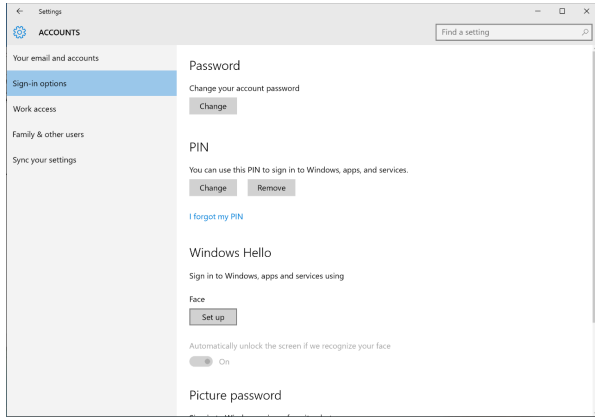 Settings
ACCOUNTS
Find a setting
Your email and accounts
Sign-in options
Work access
Family & other users
Sync your settings
Password
Change your account password
Change
PIN
You can use this PIN to sign in to Windows, apps, and services.
Change Remove
I forgot my PIN
Windows Hello
Sign in to Windows, apps and services using
Face
Set up
Automatically unlock the screen if we recognize your face
On
Picture password